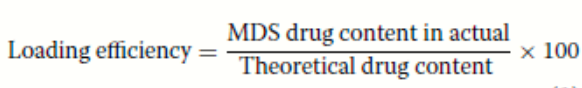 Loading efficiency = MDS drug content in actual / Theoretical drug content × 100